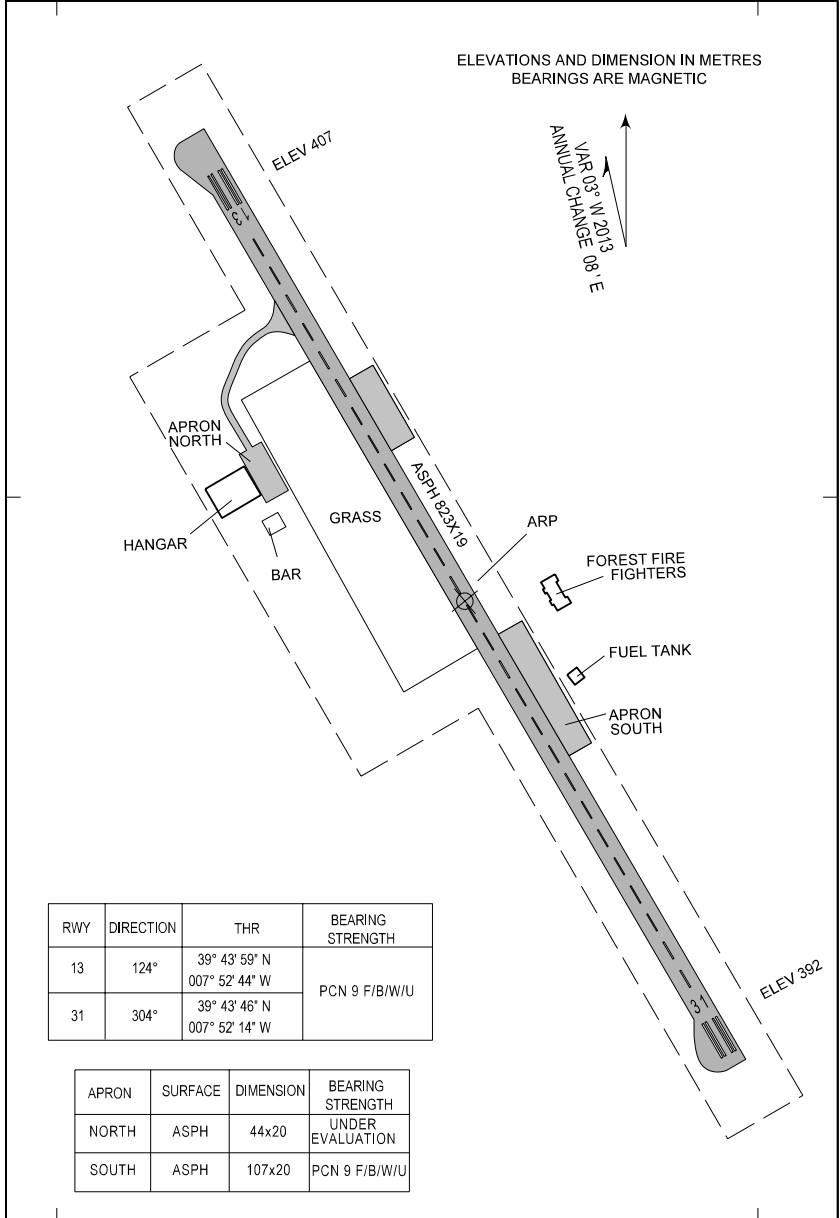 ELEVATIONS AND DIMENSION IN METRES
BEARINGS ARE MAGNETIC
VAR 03° W 2013
ANNUAL CHANGE 08 ' E
ELEV 407
13
APRON
NORTH
ASPH 823X19
HANGAR
GRASS
BAR
ARP
FOREST FIRE
FIGHTERS
FUEL TANK
APRON
SOUTH
ELEV 392
31
RWY DIRECTION THR BEARING STRENGTH
13 124° 39° 43' 59" N
007° 52' 44" W
PCN 9 F/B/W/U
31 304° 39° 43' 46" N
007° 52' 14" W
APRON SURFACE DIMENSION BEARING STRENGTH
NORTH ASPH 44x20 UNDER EVALUATION
SOUTH ASPH 107x20 PCN 9 F/B/W/U